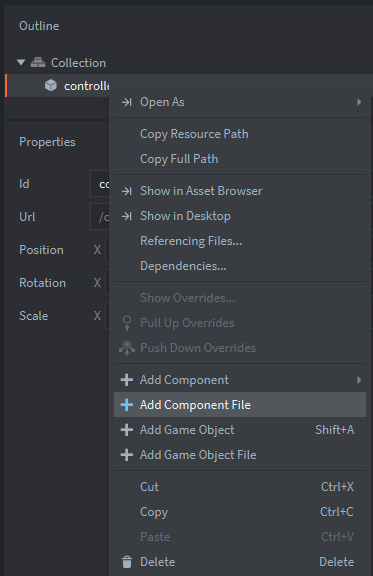 Outline
Collection
Open As
Copy Resource Path
Properties
Copy Full Path
Id
Show in Asset Browser
Url
Show in Desktop
Position X
Referencing Files...
Dependencies...
Rotation X
Show Overrides...
Scale X
Pull Up Overrides
Push Down Overrides
Add Component
Add Component File
Add Game Object Shift+A
Add Game Object File
Cut Ctrl+X
Copy Ctrl+C
Paste Ctrl+V
Delete Delete